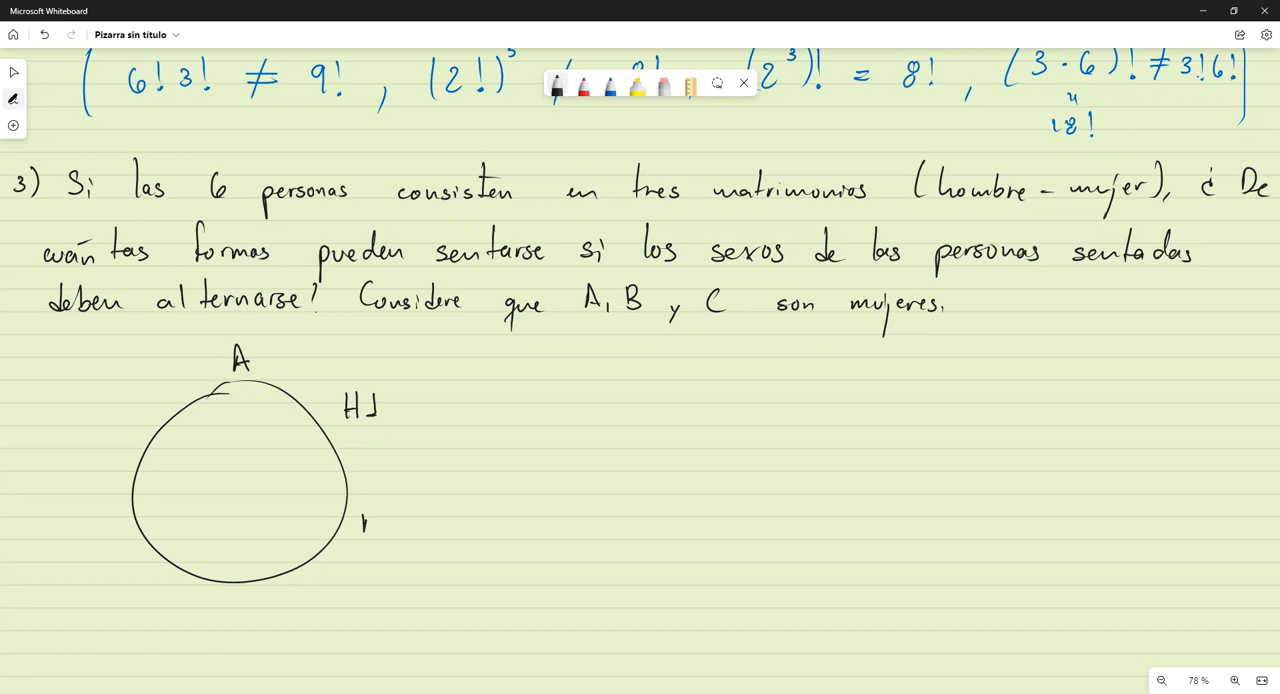 Microsoft Whiteboard
Pizarra sin título
( 6! 3! ≠ 9! , (2!)³ (2³)! = 8! , (3 · 6)! ≠ 3! 6! )
18!
3) Si las 6 personas consisten en tres matrimonios (hombre - mujer), ¿ De
cuántas formas pueden sentarse si los sexos de las personas sentadas
deben alternarse? Considere que A, B y C son mujeres.
A
H1
78 %